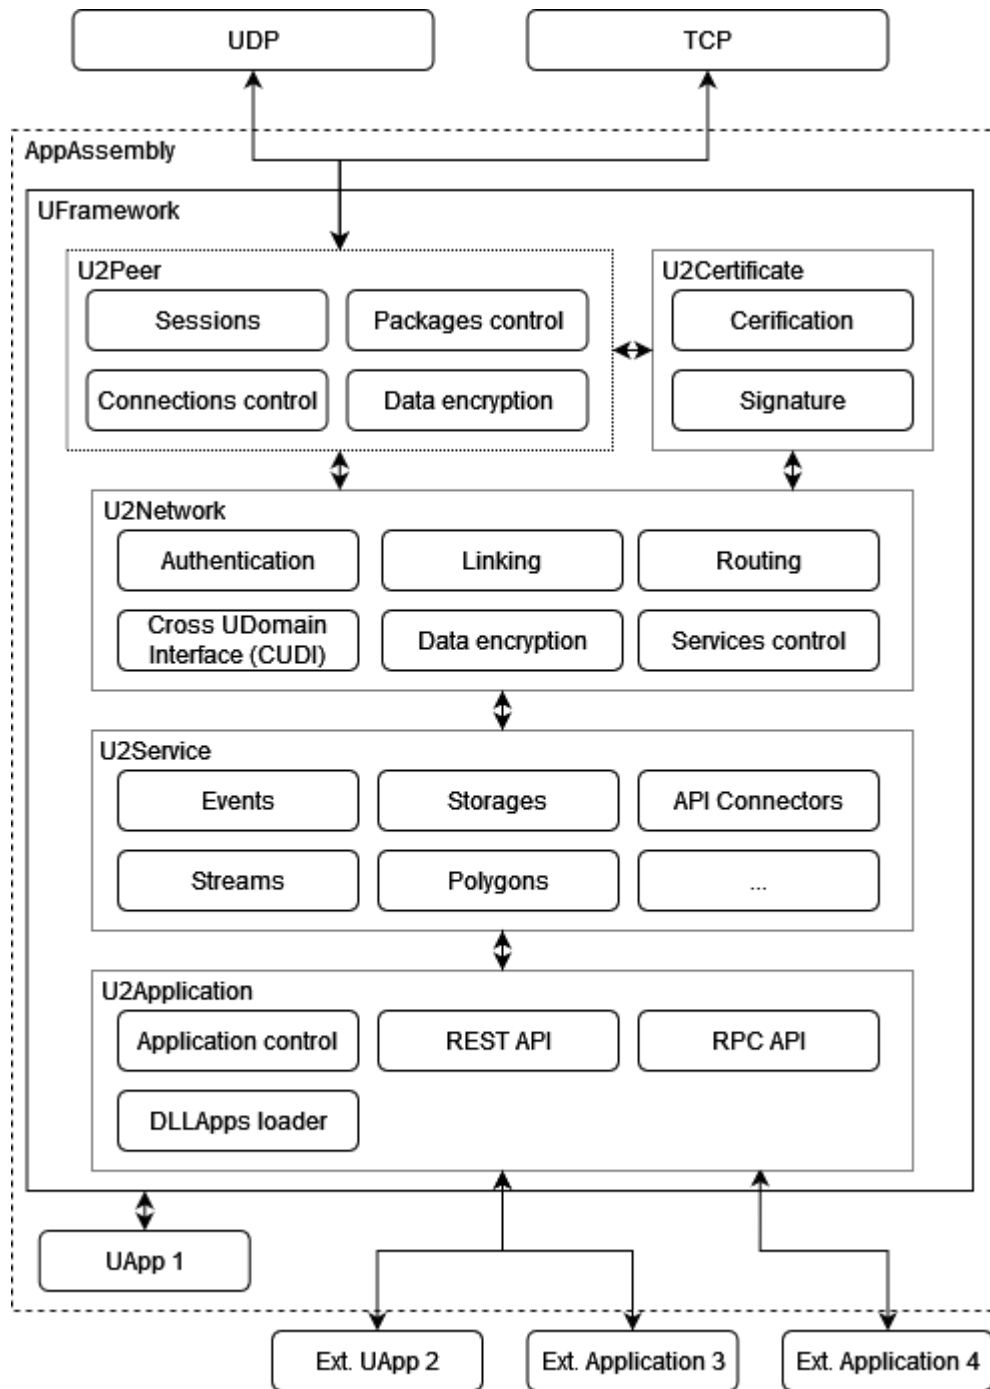 UDP
TCP
AppAssembly
UFramework
U2Peer
U2Certificate
Sessions
Packages control
Cerification
Connections control
Data encryption
Signature
U2Network
Authentication
Linking
Routing
Cross UDomain
Interface (CUDI)
Data encryption
Services control
U2Service
Events
Storages
API Connectors
Streams
Polygons
...
U2Application
Application control
REST API
RPC API
DLLApps loader
UApp 1
Ext. UApp 2
Ext. Application 3
Ext. Application 4